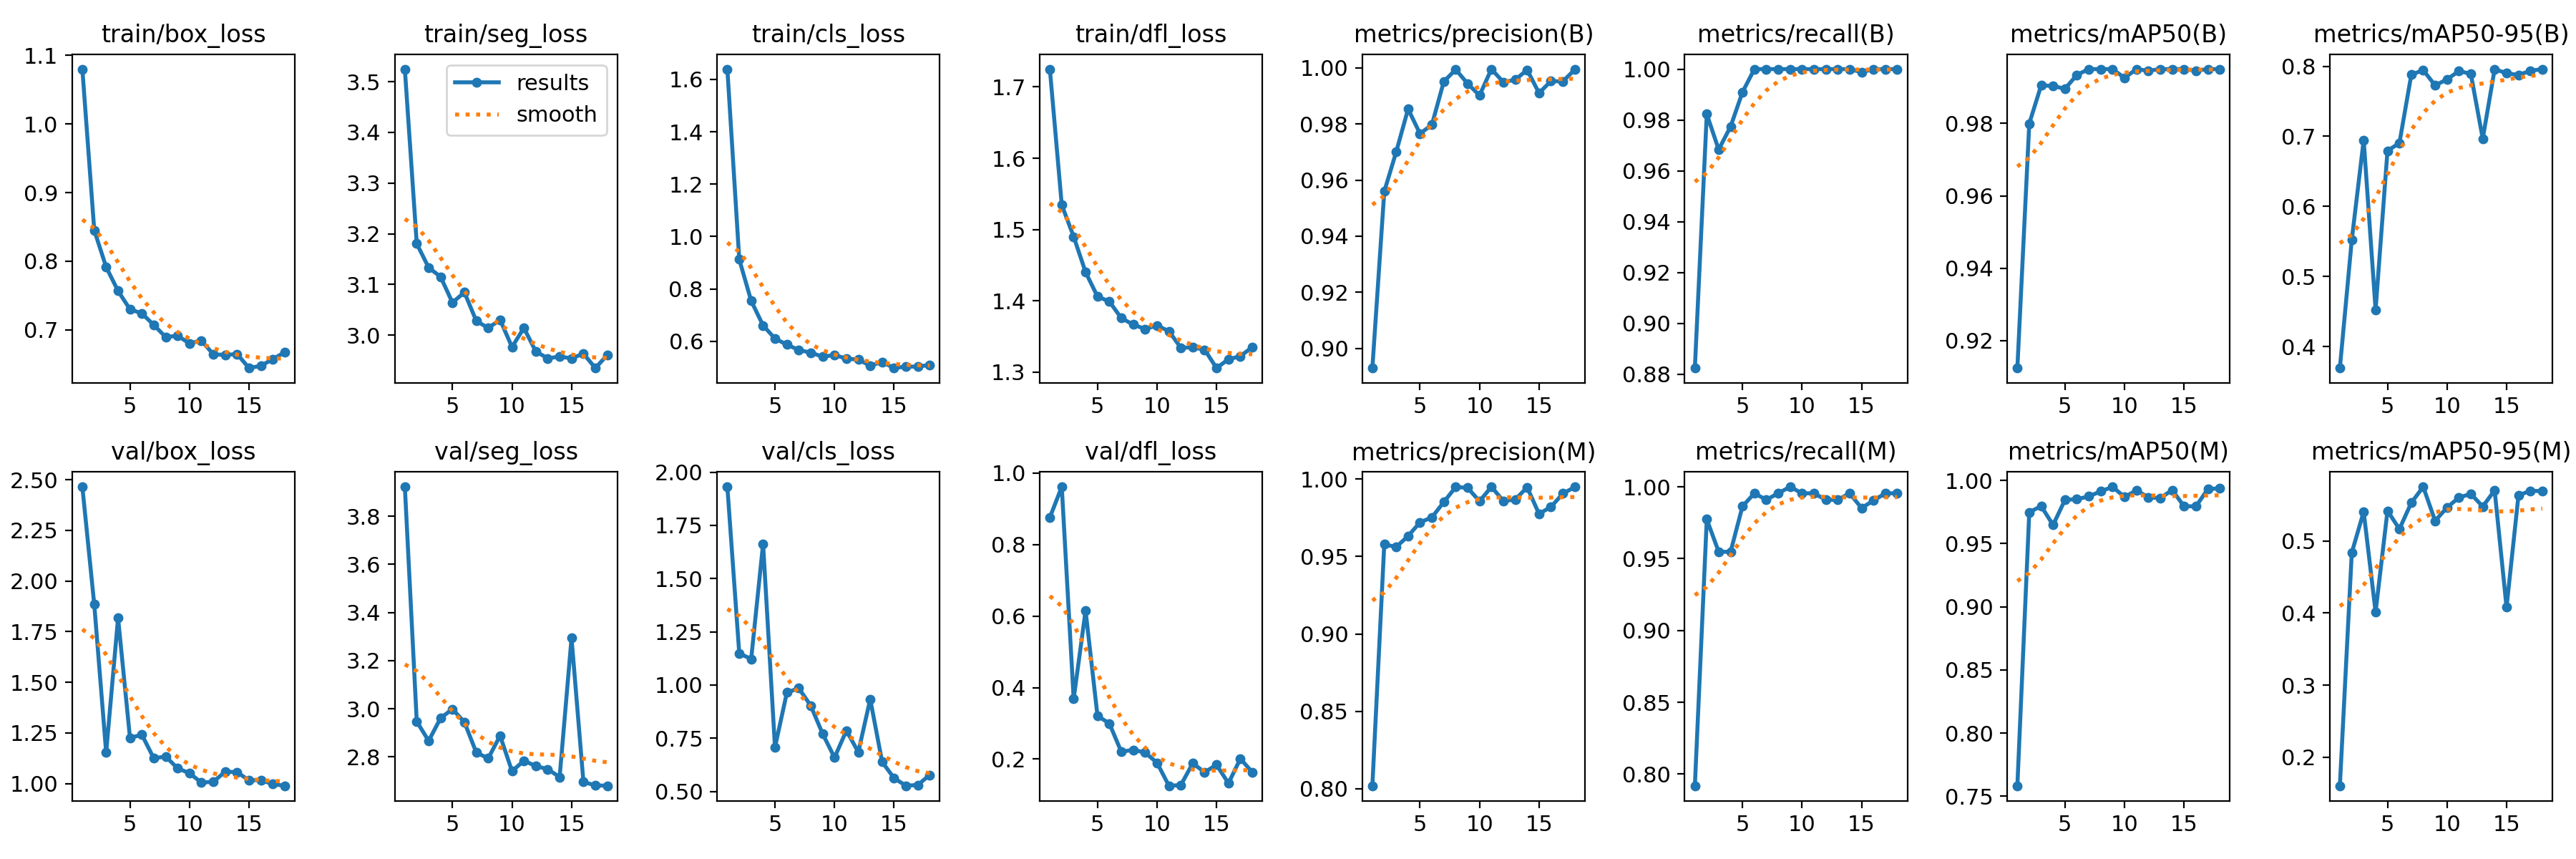 train/box_loss
train/seg_loss
train/cls_loss
train/dfl_loss
metrics/precision(B)
metrics/recall(B)
metrics/mAP50(B)
metrics/mAP50-95(B)
1.1
1.0
0.9
0.8
0.7
5 10 15
3.5
3.4
3.3
3.2
3.1
3.0
results
smooth
5 10 15
1.6
1.4
1.2
1.0
0.8
0.6
5 10 15
1.7
1.6
1.5
1.4
1.3
5 10 15
1.00
0.98
0.96
0.94
0.92
0.90
5 10 15
1.00
0.98
0.96
0.94
0.92
0.90
0.88
5 10 15
0.98
0.96
0.94
0.92
5 10 15
0.8
0.7
0.6
0.5
0.4
5 10 15
val/box_loss
val/seg_loss
val/cls_loss
val/dfl_loss
metrics/precision(M)
metrics/recall(M)
metrics/mAP50(M)
metrics/mAP50-95(M)
2.50
2.25
2.00
1.75
1.50
1.25
1.00
5 10 15
3.8
3.6
3.4
3.2
3.0
2.8
5 10 15
2.00
1.75
1.50
1.25
1.00
0.75
0.50
5 10 15
1.0
0.8
0.6
0.4
0.2
5 10 15
1.00
0.95
0.90
0.85
0.80
5 10 15
1.00
0.95
0.90
0.85
0.80
5 10 15
1.00
0.95
0.90
0.85
0.80
0.75
5 10 15
0.5
0.4
0.3
0.2
5 10 15